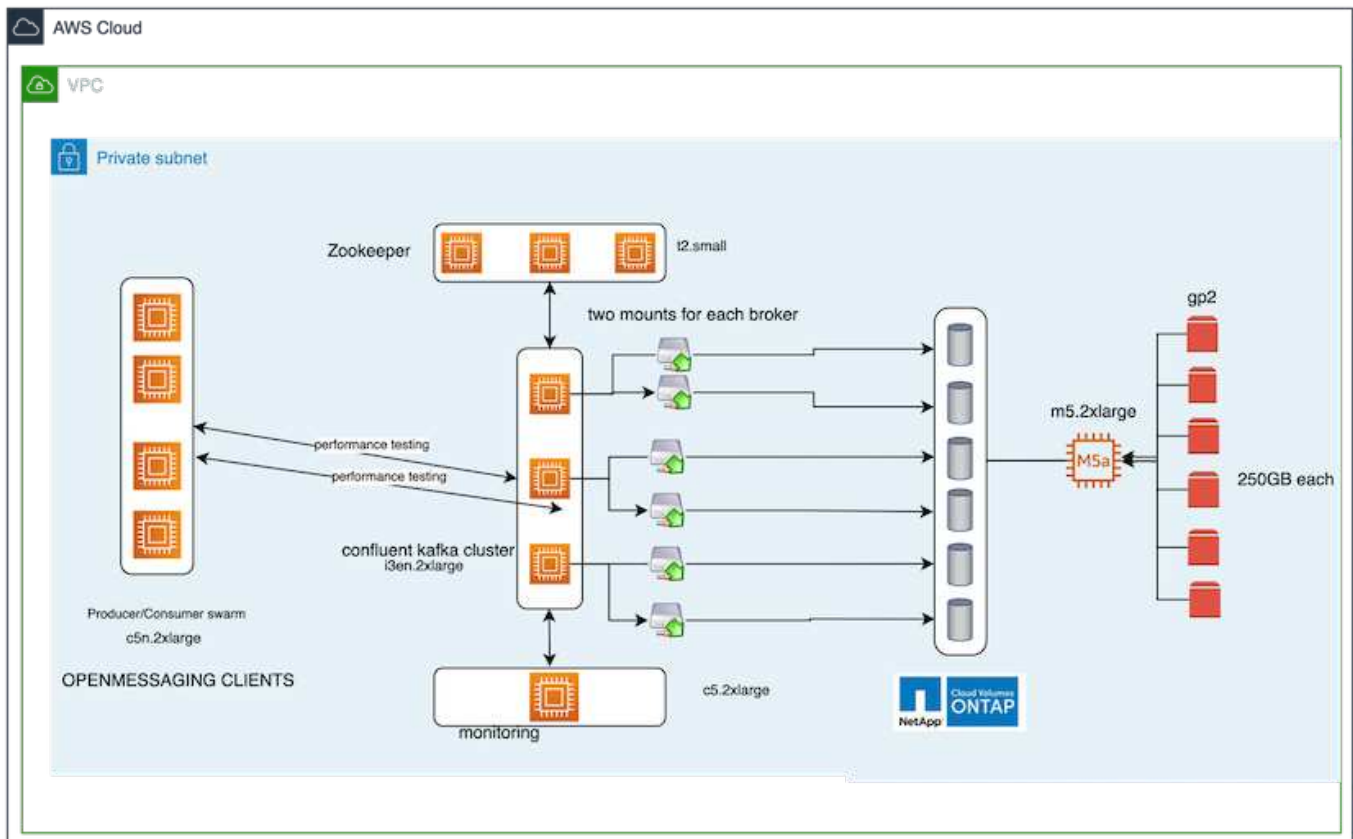 AWS Cloud
VPC
Private subnet
Zookeeper
t2.small
two mounts for each broker
gp2
m5.2xlarge
M5a
250GB each
performance testing
performance testing
confluent kafka cluster
i3en.2xlarge
Producer/Consumer swarm
c5n.2xlarge
OPENMESSAGING CLIENTS
c5.2xlarge
monitoring
NetApp
Cloud Volumes
ONTAP